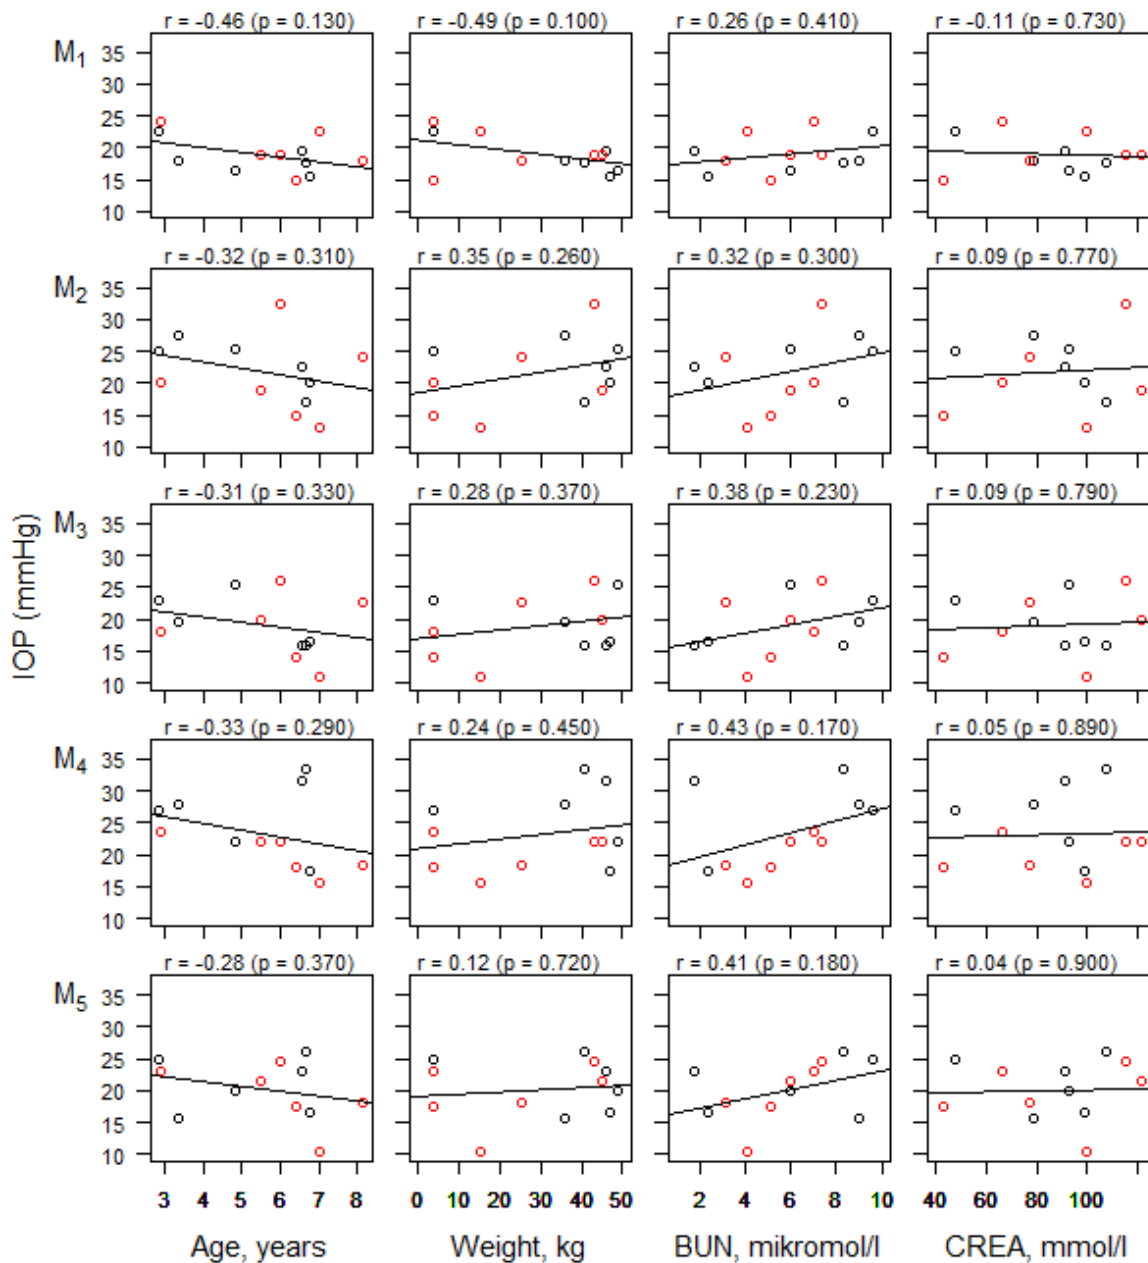 r = -0.46 (p = 0.130) r = -0.49 (p = 0.100) r = 0.26 (p = 0.410) r = -0.11 (p = 0.730)
M1
35
30
25
20
15
10
r = -0.32 (p = 0.310) r = 0.35 (p = 0.260) r = 0.32 (p = 0.300) r = 0.09 (p = 0.770)
M2
35
30
25
20
15
10
r = -0.31 (p = 0.330) r = 0.28 (p = 0.370) r = 0.38 (p = 0.230) r = 0.09 (p = 0.790)
M3
35
30
25
20
15
10
IOP (mmHg)
r = -0.33 (p = 0.290) r = 0.24 (p = 0.450) r = 0.43 (p = 0.170) r = 0.05 (p = 0.890)
M4
35
30
25
20
15
10
r = -0.28 (p = 0.370) r = 0.12 (p = 0.720) r = 0.41 (p = 0.180) r = 0.04 (p = 0.900)
M5
35
30
25
20
15
10
3 4 5 6 7 8 0 10 20 30 40 50 2 4 6 8 10 40 60 80 100
Age, years Weight, kg BUN, mikromol/l CREA, mmol/l